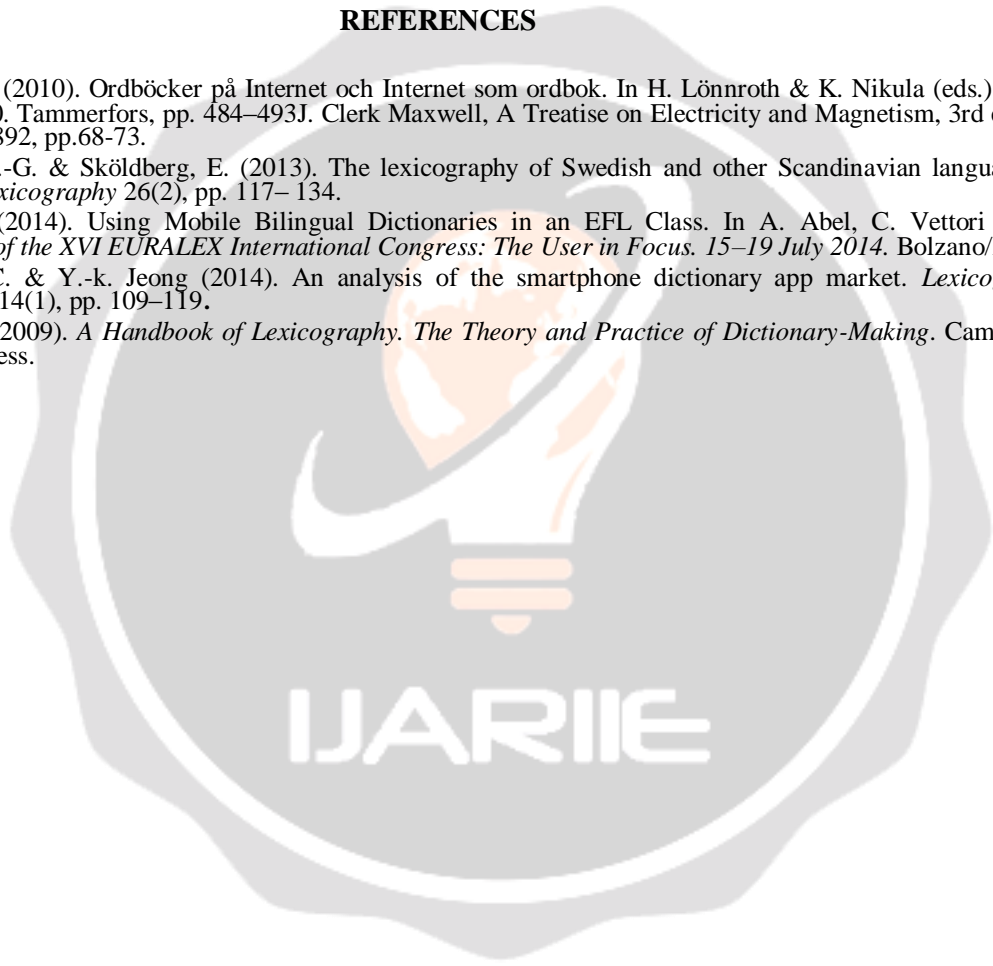 REFERENCES
(2010). Ordböcker på Internet och Internet som ordbok. In H. Lönnroth & K. Nikula (eds.)
). Tammerfors, pp. 484–493J. Clerk Maxwell, A Treatise on Electricity and Magnetism, 3rd
892, pp.68-73.
.-G. & Sköldberg, E. (2013). The lexicography of Swedish and other Scandinavian
xicography 26(2), pp. 117– 134.
(2014). Using Mobile Bilingual Dictionaries in an EFL Class. In A. Abel, C. Vettori
of the XVI EURALEX International Congress: The User in Focus. 15–19 July 2014. Bolzano/
C. & Y.-k. Jeong (2014). An analysis of the smartphone dictionary app market.
14(1), pp. 109–119.
2009). A Handbook of Lexicography. The Theory and Practice of Dictionary-Making.
ess.
IJARIIE